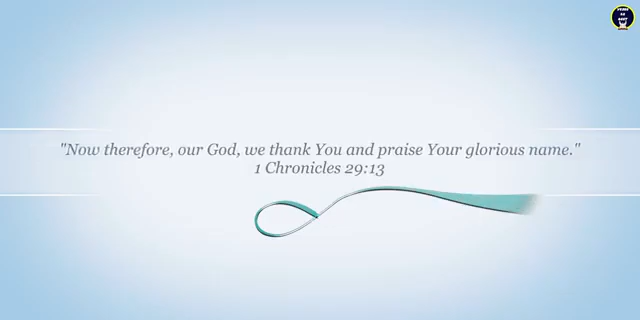 "Now therefore, our God, we thank You and praise Your glorious name."
1 Chronicles 29:13